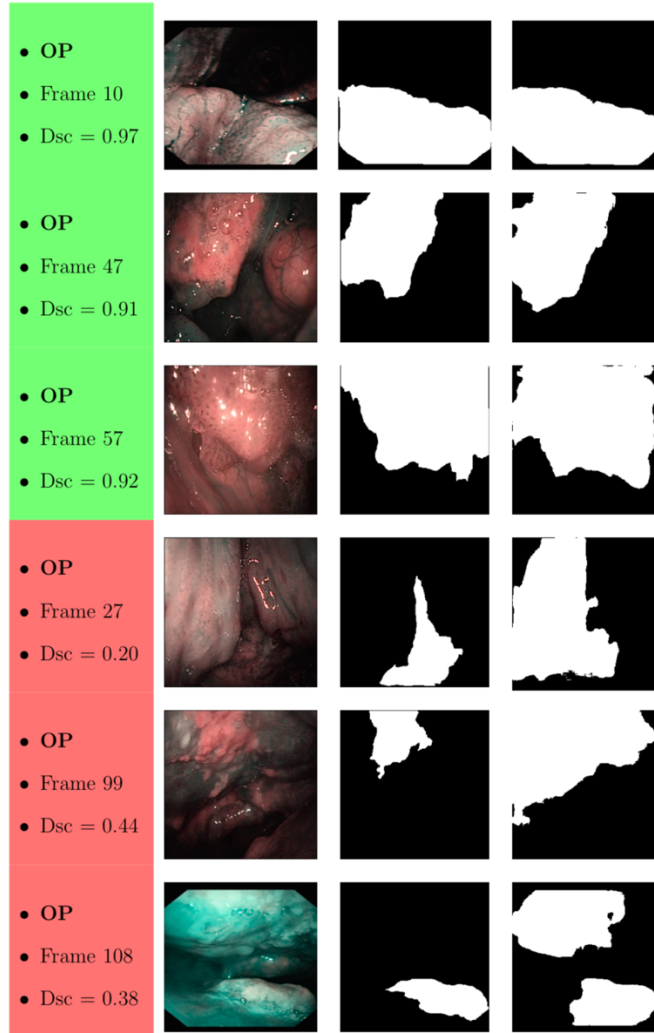 • OP
• Frame 10
• Dsc = 0.97
• OP
• Frame 47
• Dsc = 0.91
• OP
• Frame 57
• Dsc = 0.92
• OP
• Frame 27
• Dsc = 0.20
• OP
• Frame 99
• Dsc = 0.44
• OP
• Frame 108
• Dsc = 0.38